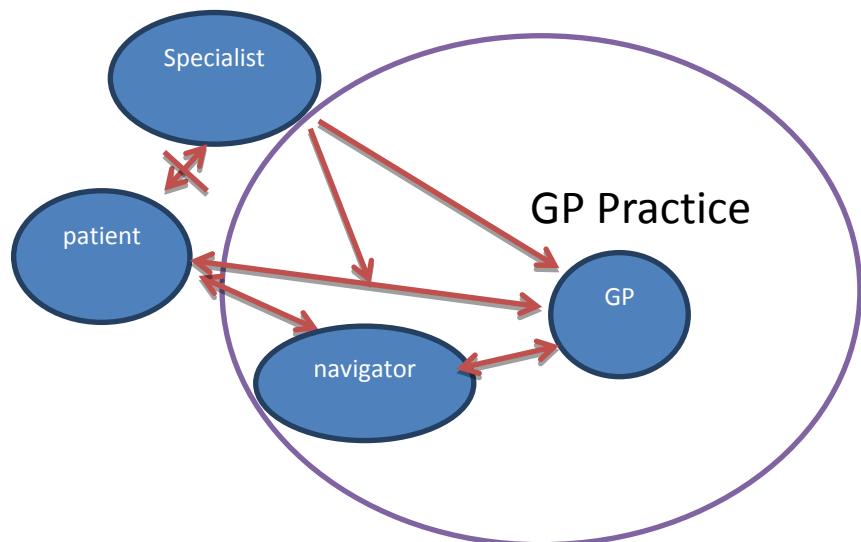 Specialist
patient
GP Practice
GP
navigator